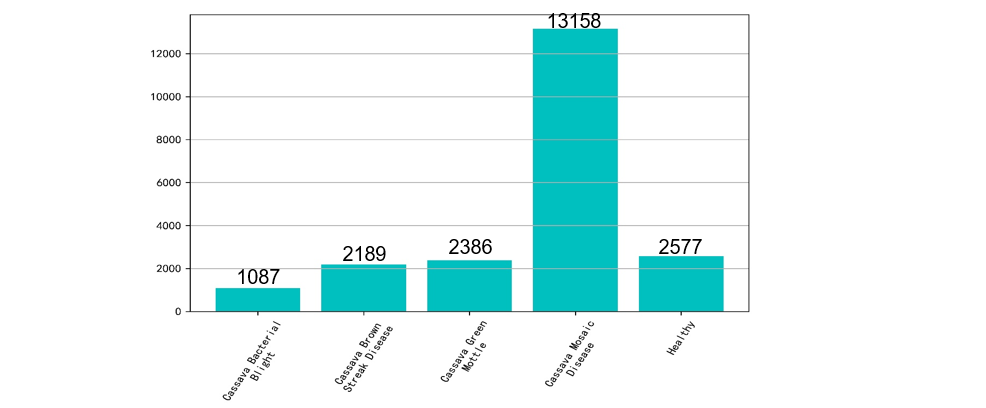 13158
12000
10000
8000
6000
4000
2000
0
1087
2189
2386
2577
Cassava Bacterial
Blight
Cassava Brown
Streak Disease
Cassava Green
Mottle
Cassava Mosaic
Disease
Healthy